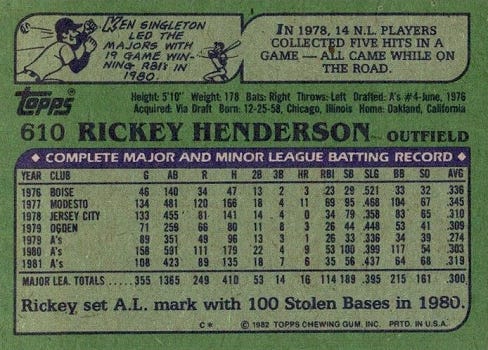 KEN SINGLETON
LED THE
MAJORS WITH
19 GAME WIN-
NING RBI'S IN
1980.
IN 1978, 14 N.L. PLAYERS
COLLECTED FIVE HITS IN A
GAME — ALL CAME WHILE ON
THE ROAD.
topps
Height: 5'10" Weight: 178 Bats: Right Throws: Left Drafted: A's #4-June, 1976
Acquired: Via Draft Born: 12-25-58, Chicago, Illinois Home: Oakland, California
610 RICKEY HENDERSON OUTFIELD
COMPLETE MAJOR AND MINOR LEAGUE BATTING RECORD
YEAR CLUB G AB R H 2B 3B HR RBI SB SLG BB SO AVG
1976 BOISE 46 140 34 47 13 2 3 23 29 .521 33 32 .336
1977 MODESTO 134 481 120 166 18 4 11 69 95 .468 104 67 .345
1978 JERSEY CITY 133 455 81 141 14 4 0 34 79 .358 83 65 .310
1979 OGDEN 71 259 66 80 11 8 3 26 44 .448 53 41 .309
1979 A's 89 351 49 96 13 3 1 26 33 .336 34 39 .274
1980 A's 158 591 111 179 22 4 9 53 100 .399 117 54 .303
1981 A's 108 423 89 135 18 7 6 35 56 .437 64 68 .319
MAJOR LEA. TOTALS ..... 355 1365 249 410 53 14 16 114 189 .395 215 161 .300
Rickey set A.L. mark with 100 Stolen Bases in 1980.
C* © 1982 TOPPS CHEWING GUM, INC. PRTD. IN U.S.A.